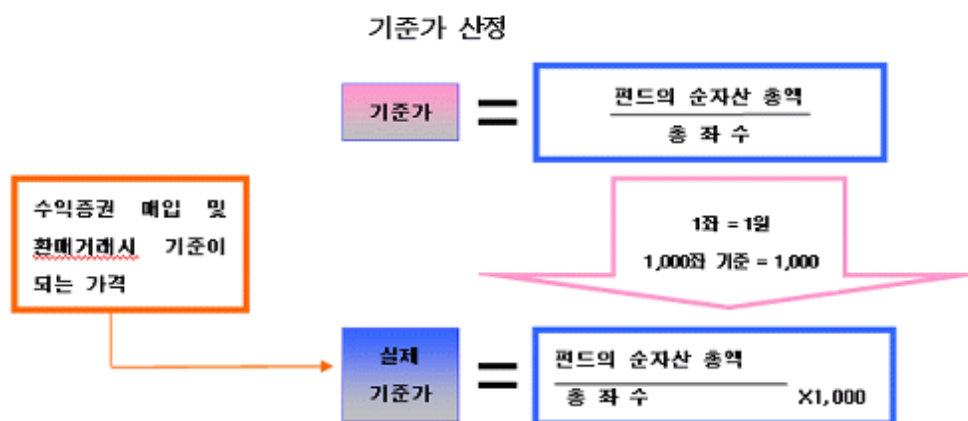 기준가 산정
기준가
=
펀드의 순자산 총액
총 좌 수
수익증권 매입 및
환매거래시 기준이
되는 가격
1좌 = 1원
1,000좌 기준 = 1,000
실제
기준가
=
펀드의 순자산 총액
총 좌 수
X1,000